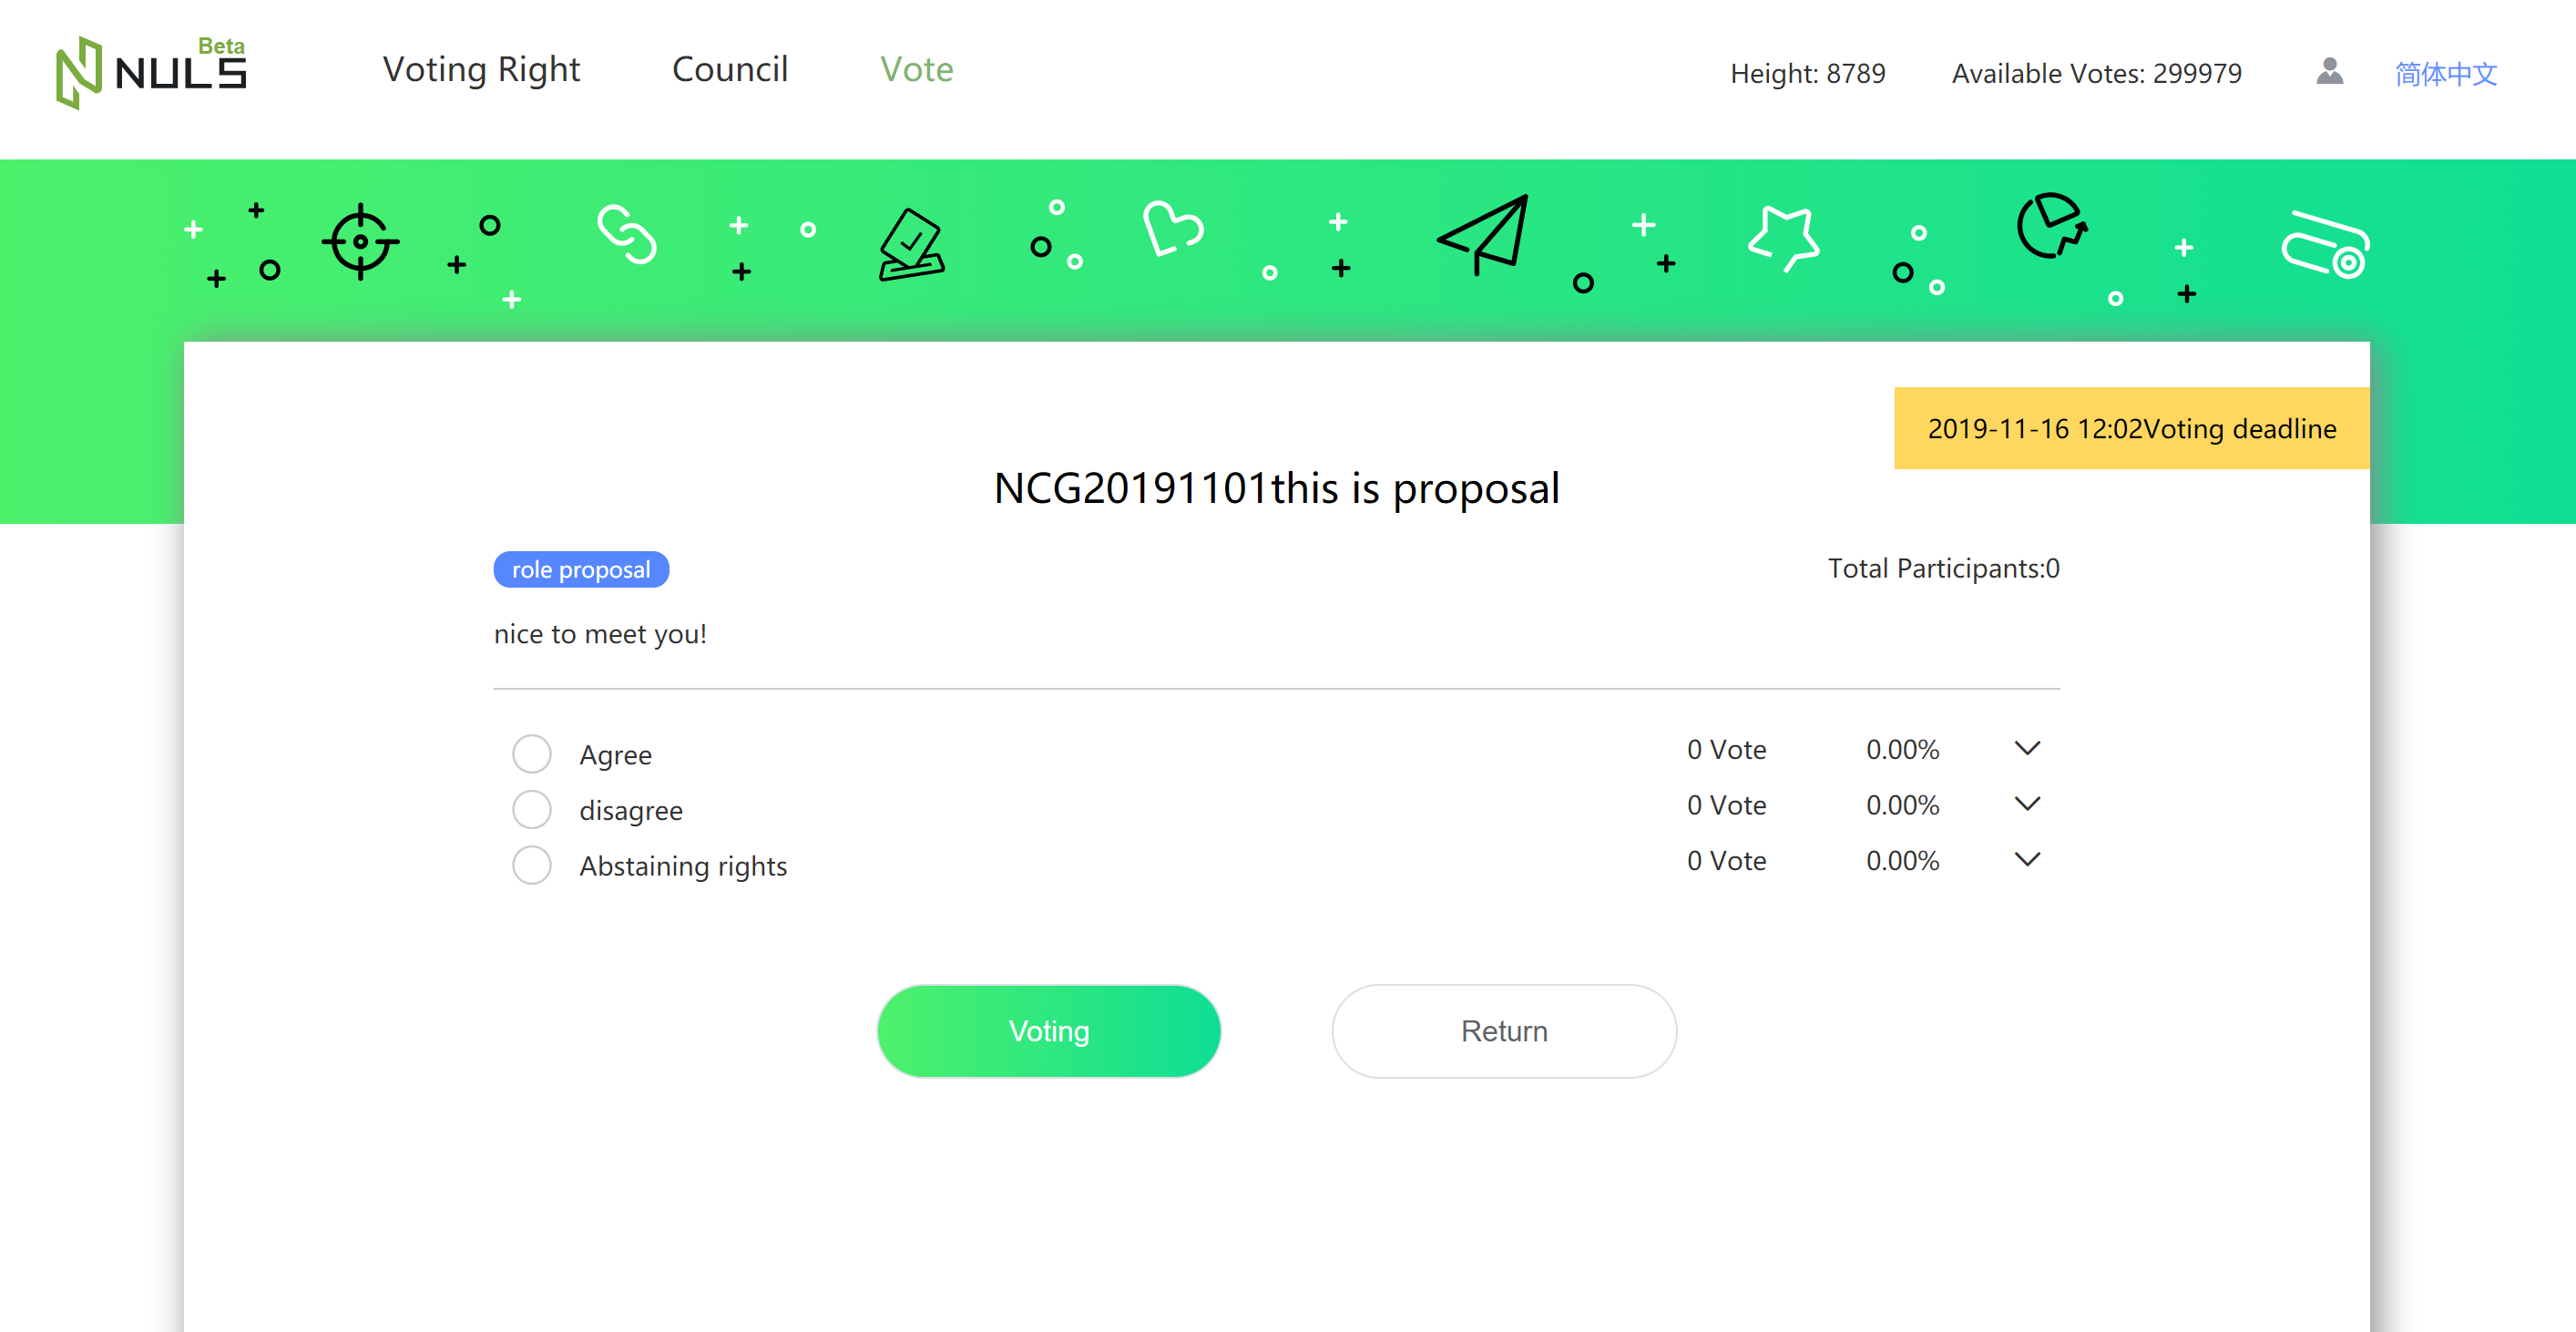 NULS Beta
Voting Right Council Vote
Height: 8789 Available Votes: 299979 简体中文
2019-11-16 12:02Voting deadline
NCG20191101this is proposal
role proposal Total Participants:0
nice to meet you!
Agree 0 Vote 0.00%
disagree 0 Vote 0.00%
Abstaining rights 0 Vote 0.00%
Voting Return